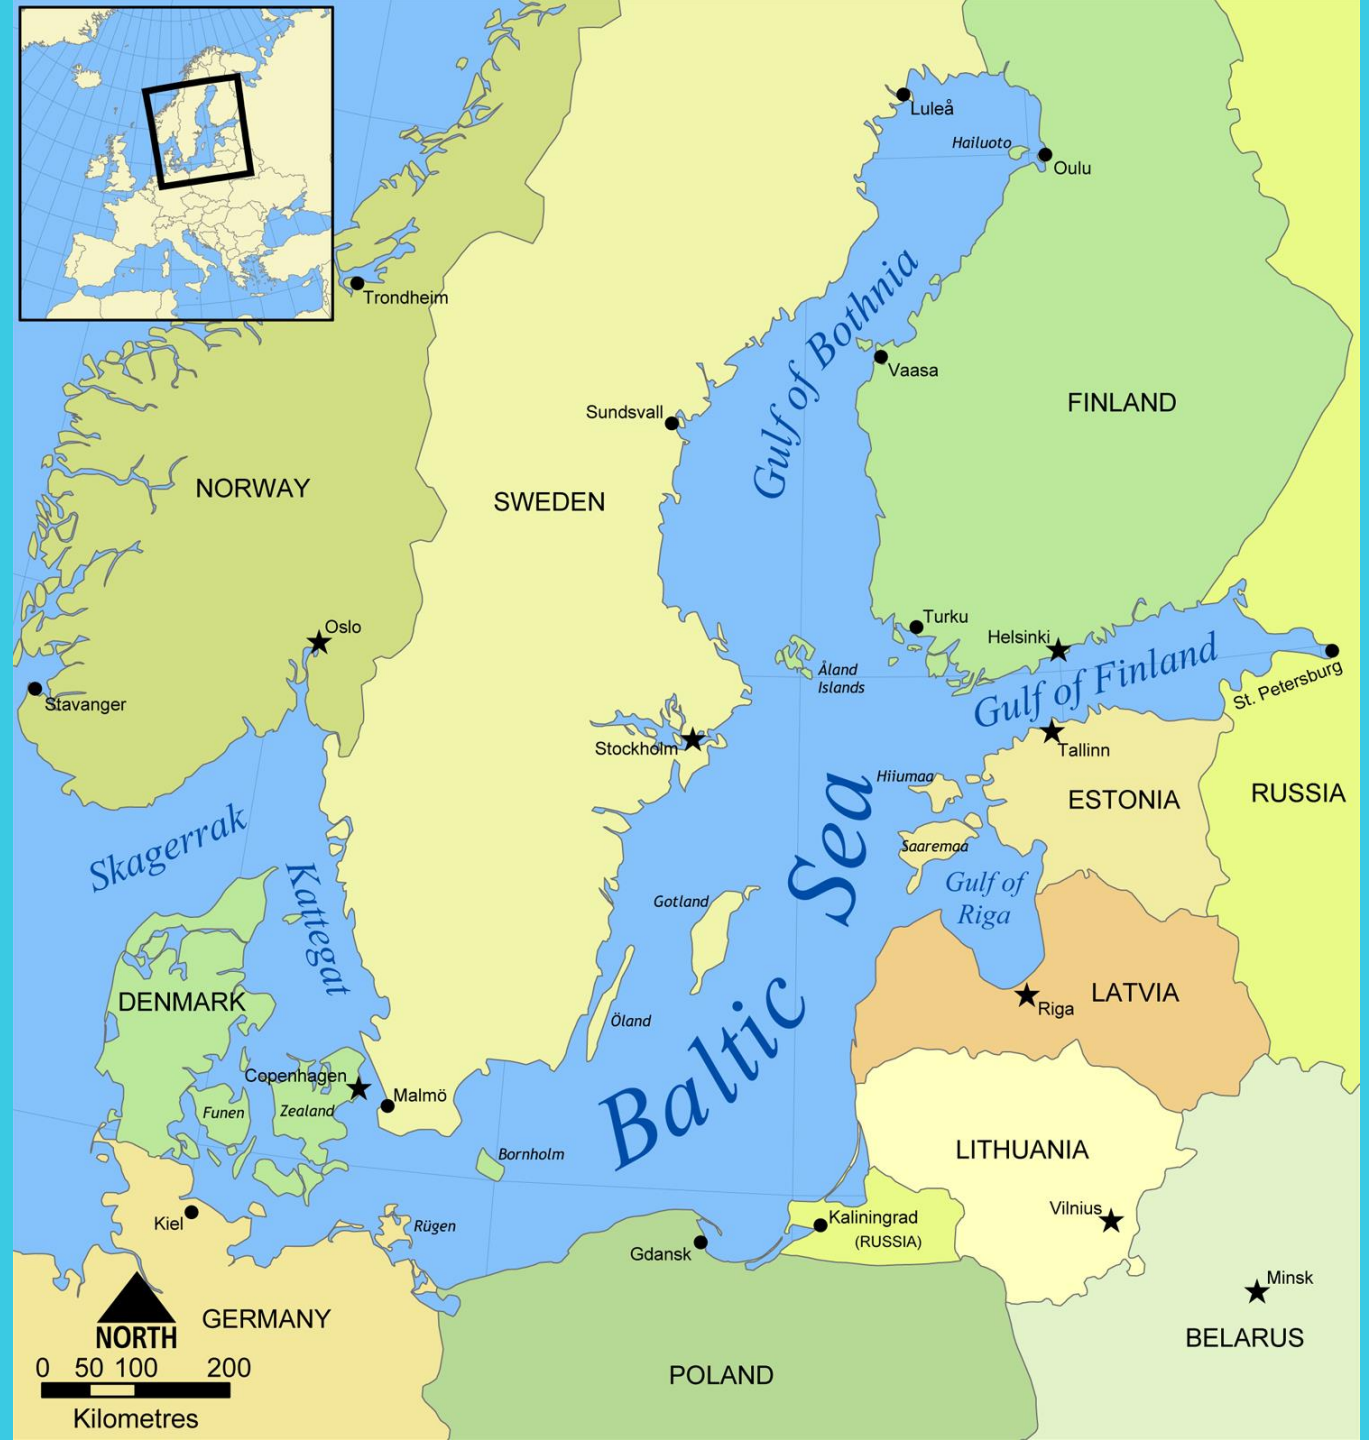 Luleå
Hailuoto
Oulu
Trondheim
Gulf of Bothnia
Vaasa
FINLAND
Sundsvall
NORWAY
SWEDEN
Turku
Oslo
Helsinki
Åland
Islands
Gulf of Finland
St. Petersburg
Stavanger
Stockholm
Tallinn
Hiiumaa
ESTONIA
RUSSIA
Skagerrak
Kattegat
Baltic Sea
Saaremaa
Gotland
Gulf of
Riga
DENMARK
LATVIA
Riga
Öland
Copenhagen
Malmö
Funen
Zealand
Bornholm
LITHUANIA
Vilnius
Kiel
Rügen
Kaliningrad
(RUSSIA)
Gdansk
Minsk
NORTH
GERMANY
BELARUS
POLAND
0 50 100 200
Kilometres